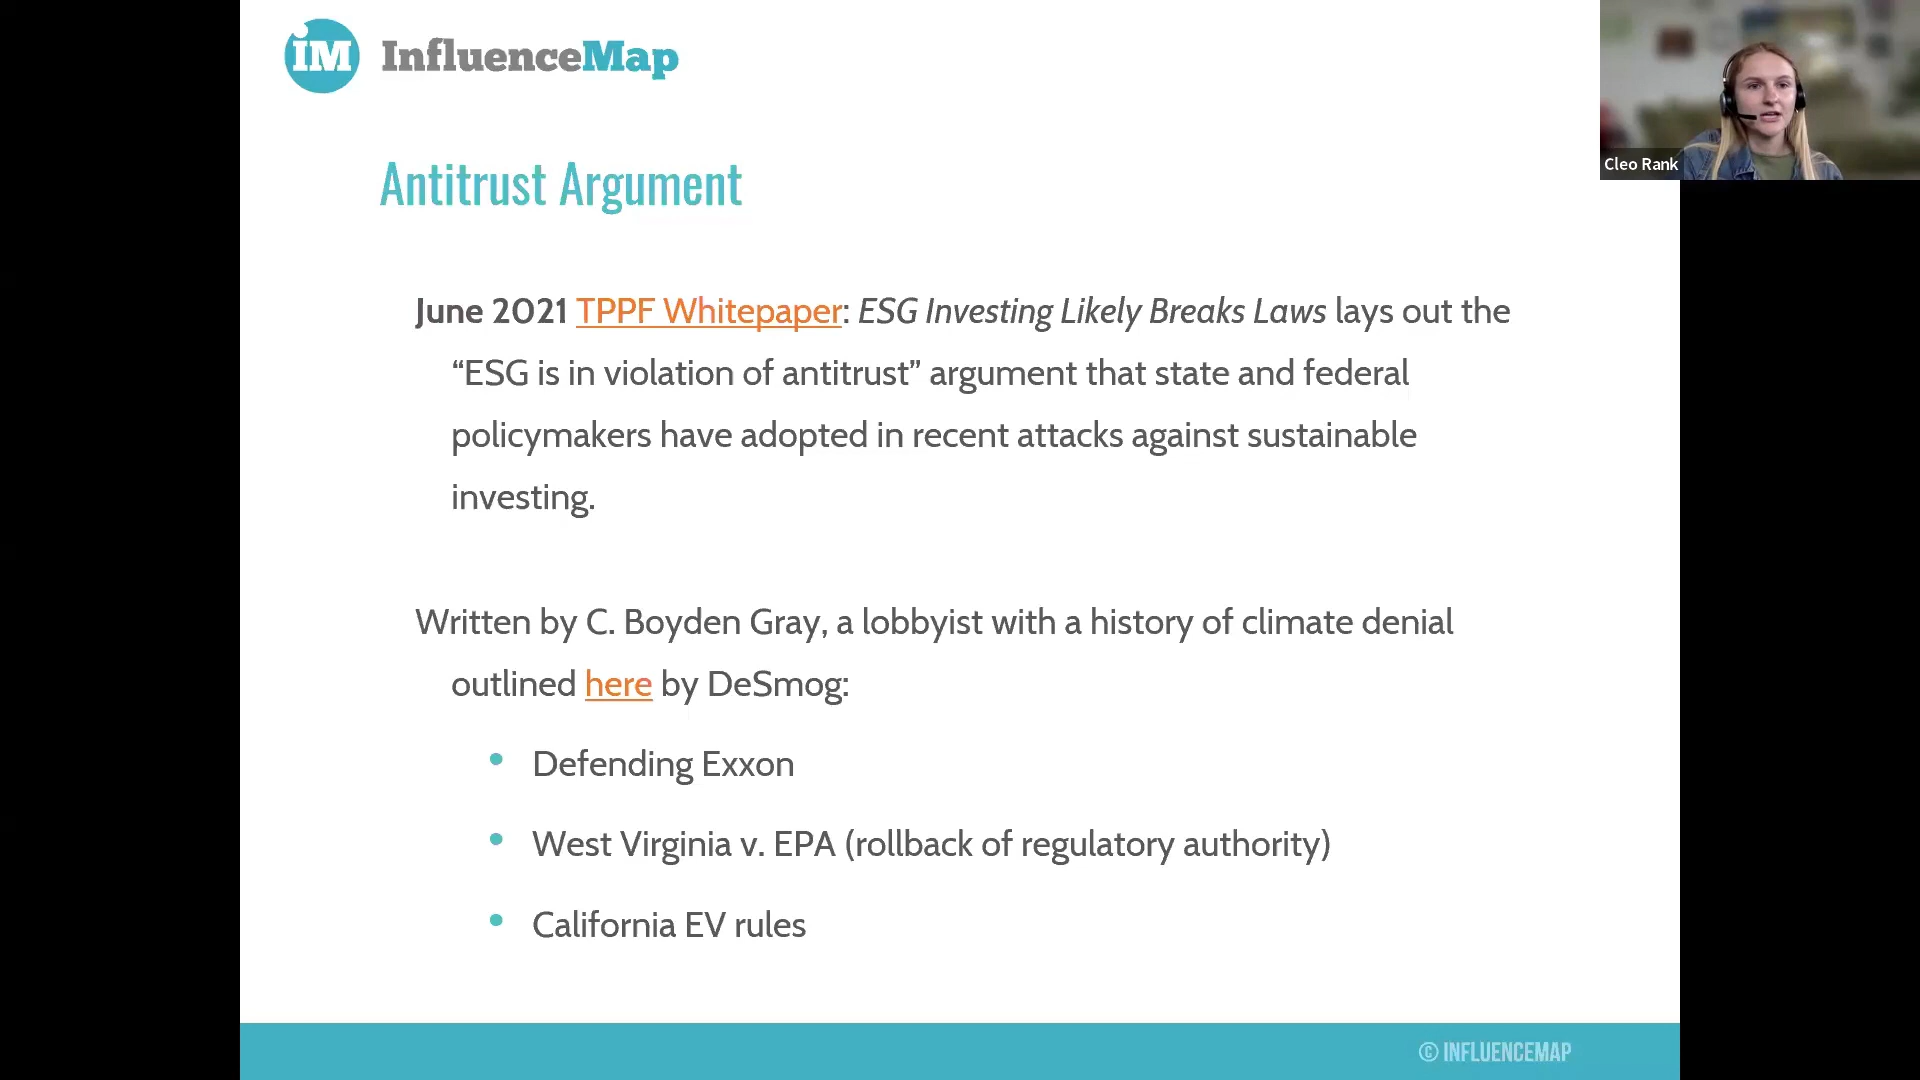 iM InfluenceMap
Cleo Rank
Antitrust Argument
June 2021 TPPF Whitepaper: ESG Investing Likely Breaks Laws lays out the
“ESG is in violation of antitrust” argument that state and federal
policymakers have adopted in recent attacks against sustainable
investing.
Written by C. Boyden Gray, a lobbyist with a history of climate denial
outlined here by DeSmog:
• Defending Exxon
• West Virginia v. EPA (rollback of regulatory authority)
• California EV rules
© INFLUENCEMAP